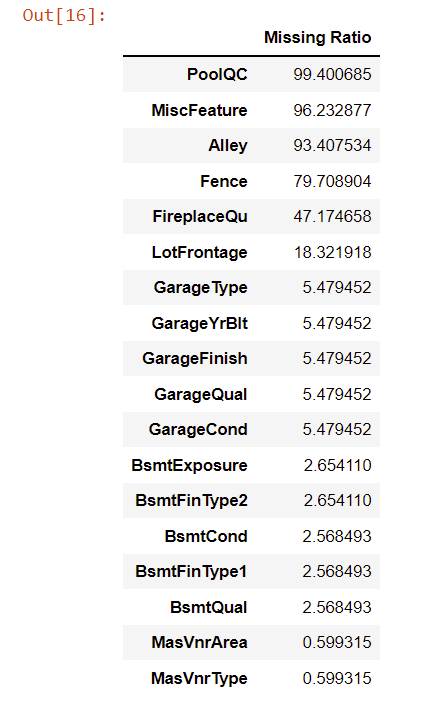 Out[16]:
Missing Ratio
PoolQC 99.400685
MiscFeature 96.232877
Alley 93.407534
Fence 79.708904
FireplaceQu 47.174658
LotFrontage 18.321918
GarageType 5.479452
GarageYrBlt 5.479452
GarageFinish 5.479452
GarageQual 5.479452
GarageCond 5.479452
BsmtExposure 2.654110
BsmtFinType2 2.654110
BsmtCond 2.568493
BsmtFinType1 2.568493
BsmtQual 2.568493
MasVnrArea 0.599315
MasVnrType 0.599315